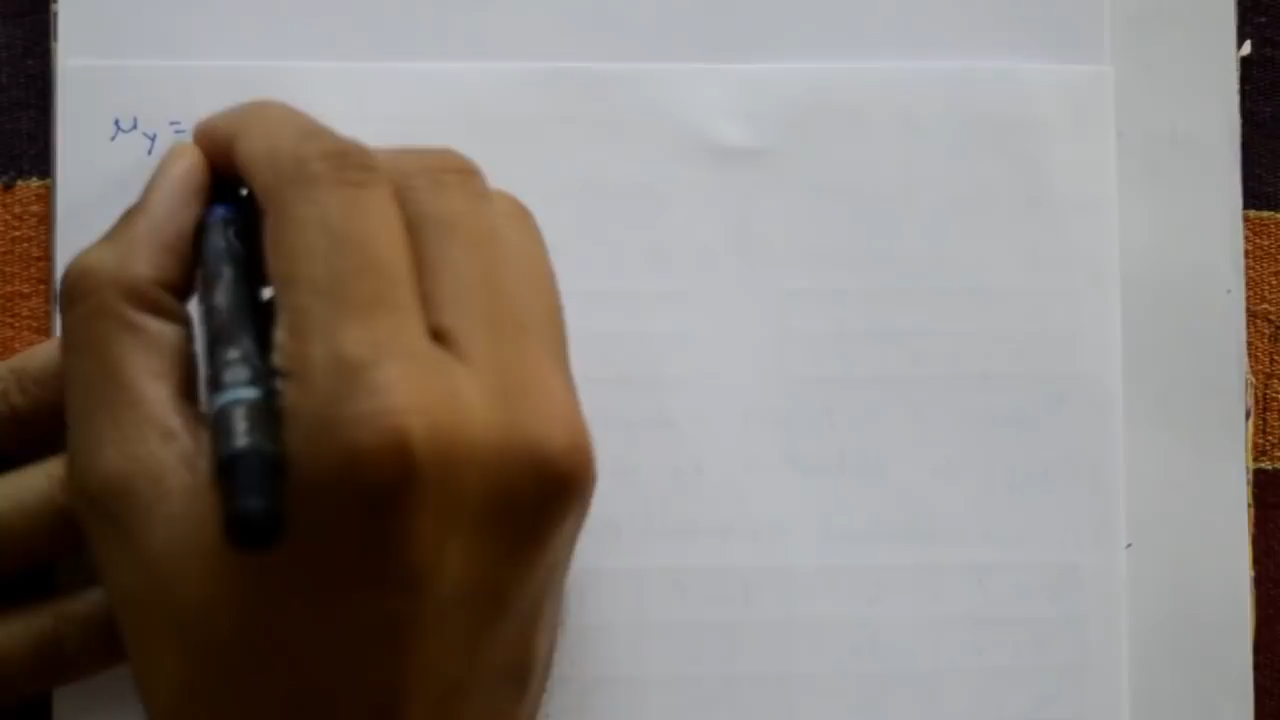 μy =